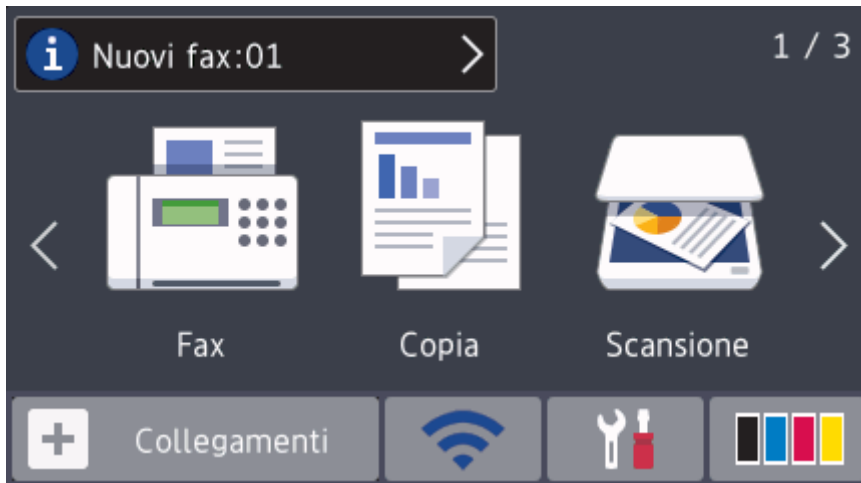 Nuovi fax:01
1 / 3
Fax
Copia
Scansione
Collegamenti